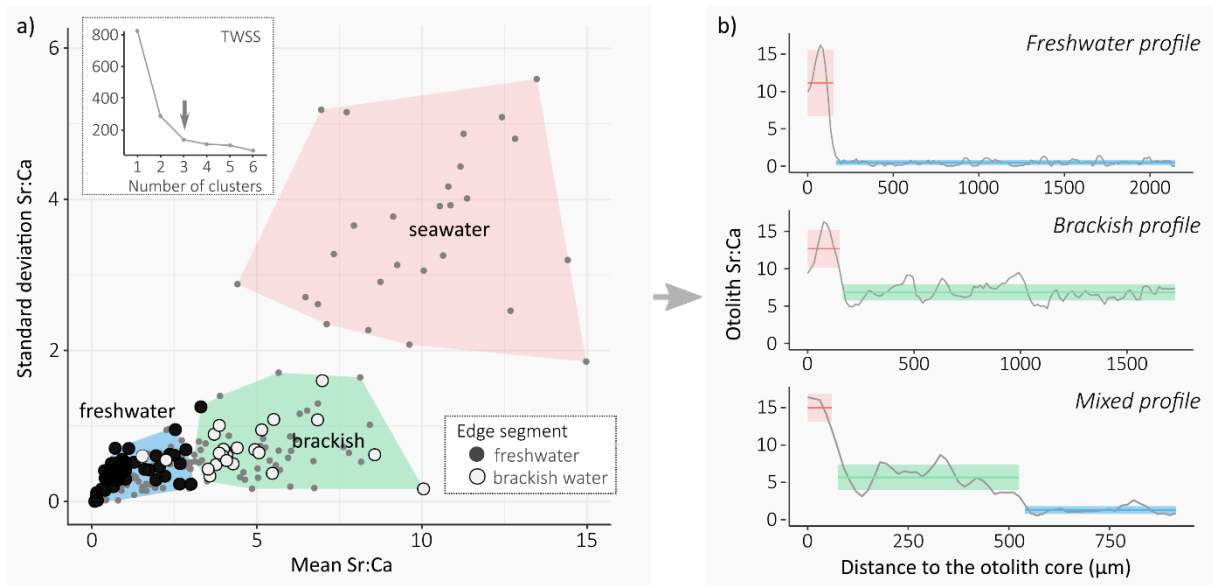 a)
TWSS
800
600
400
200
1 2 3 4 5 6
Number of clusters
6
4
2
0
Standard deviation Sr:Ca
seawater
freshwater
brackish
Edge segment
freshwater
brackish water
0 5 10 15
Mean Sr:Ca
b)
Freshwater profile
15
10
5
0
0 500 1000 1500 2000
Brackish profile
15
10
5
0
0 500 1000 1500
Otolith Sr:Ca
Mixed profile
15
10
5
0
0 250 500 750
Distance to the otolith core (µm)